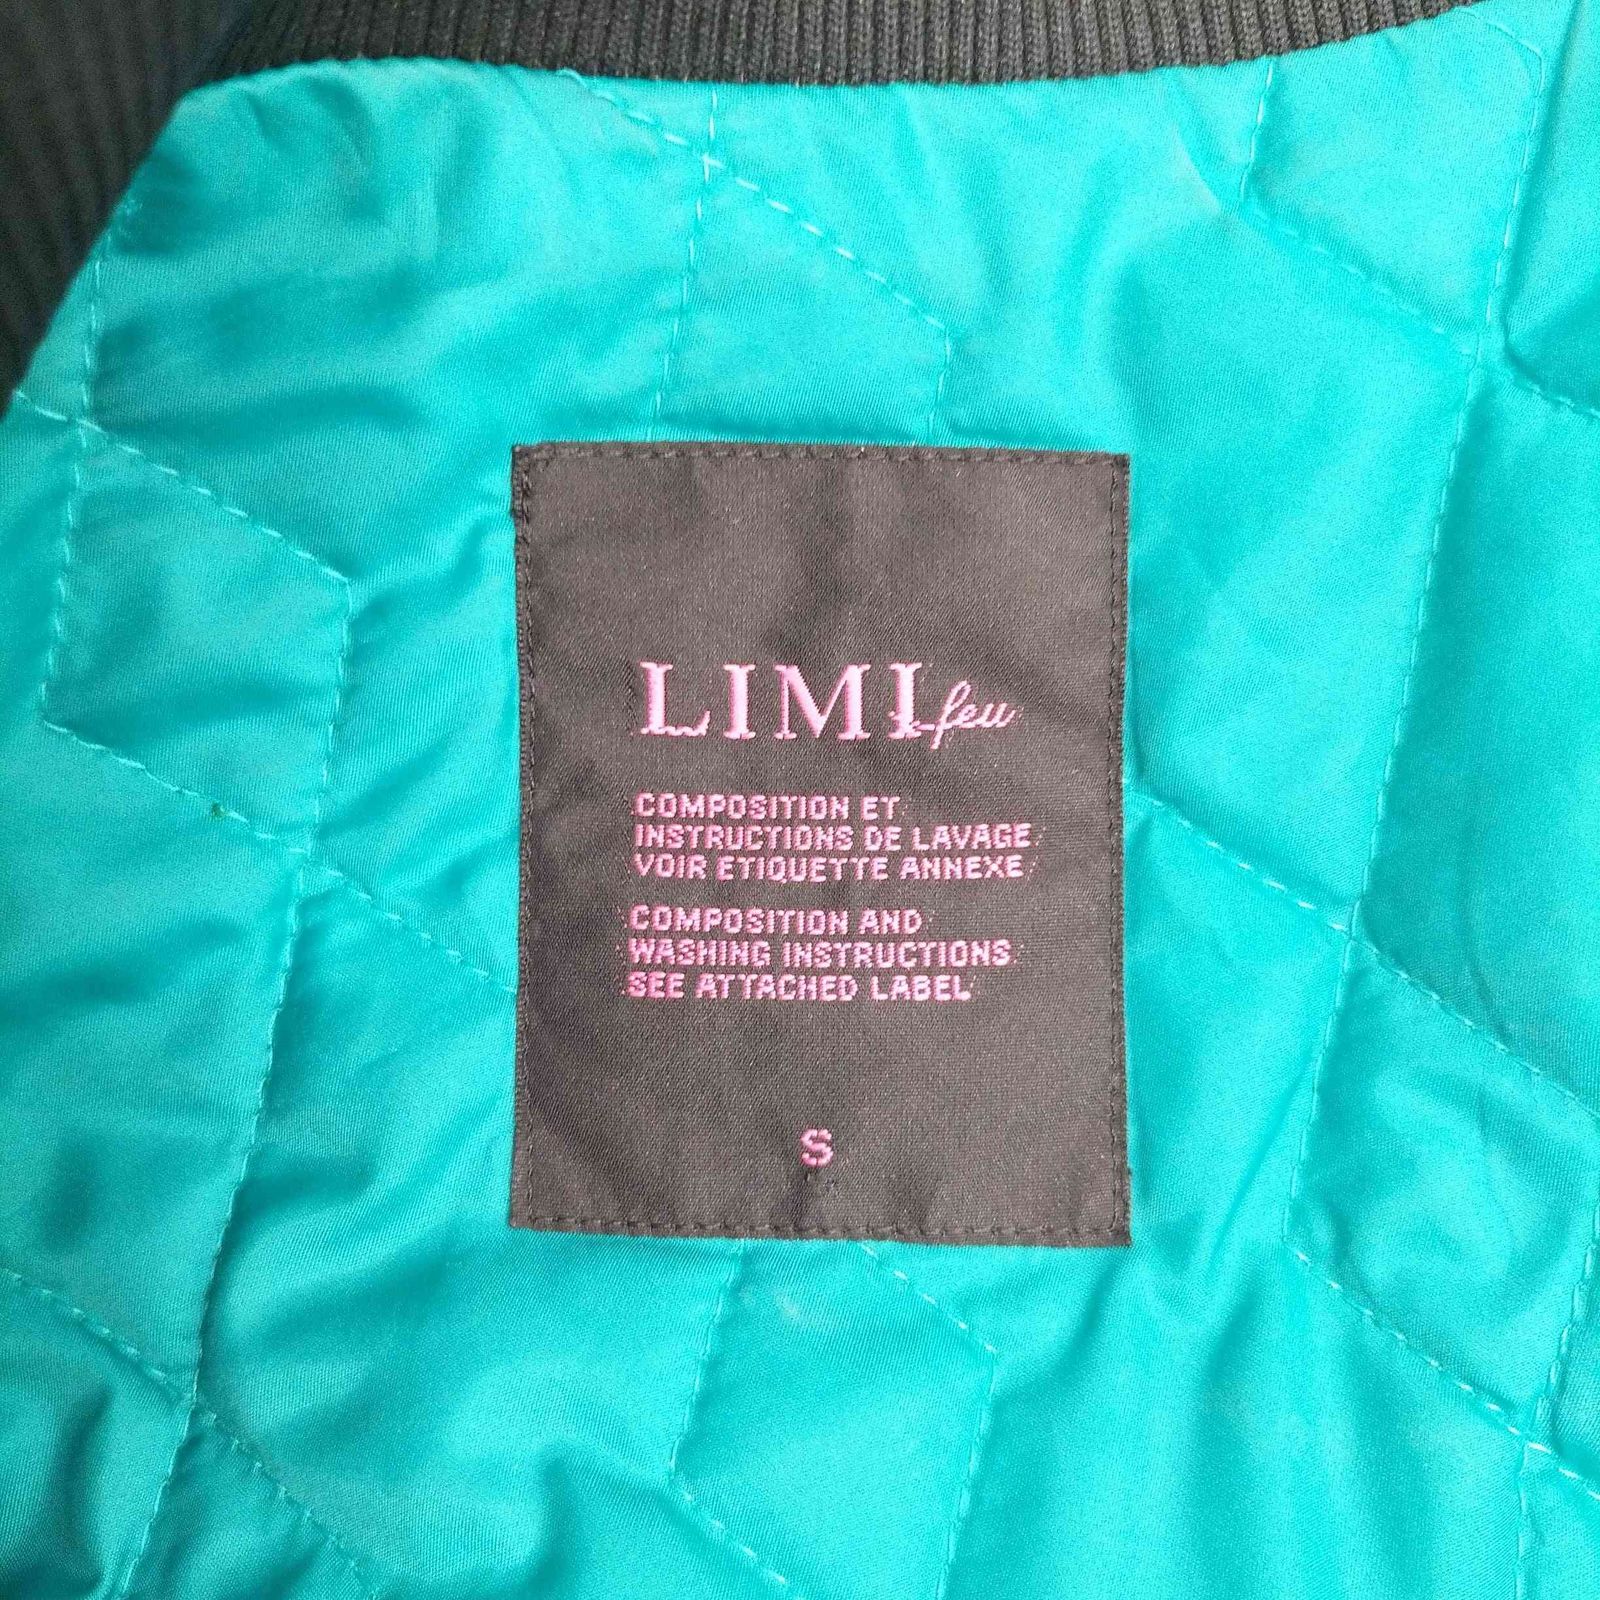 LIMI feu
COMPOSITION ET
INSTRUCTIONS DE LAVAGE
VOIR ETIQUETTE ANNEXE
COMPOSITION AND
WASHING INSTRUCTIONS
SEE ATTACHED LABEL
S